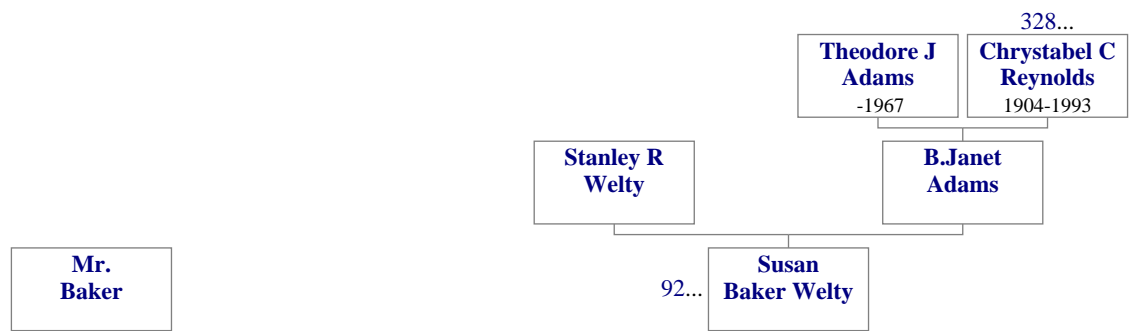 328...
Theodore J
Adams
-1967
Chrystabel C
Reynolds
1904-1993
Stanley R
Welty
B.Janet
Adams
Mr.
Baker
92...
Susan
Baker Welty